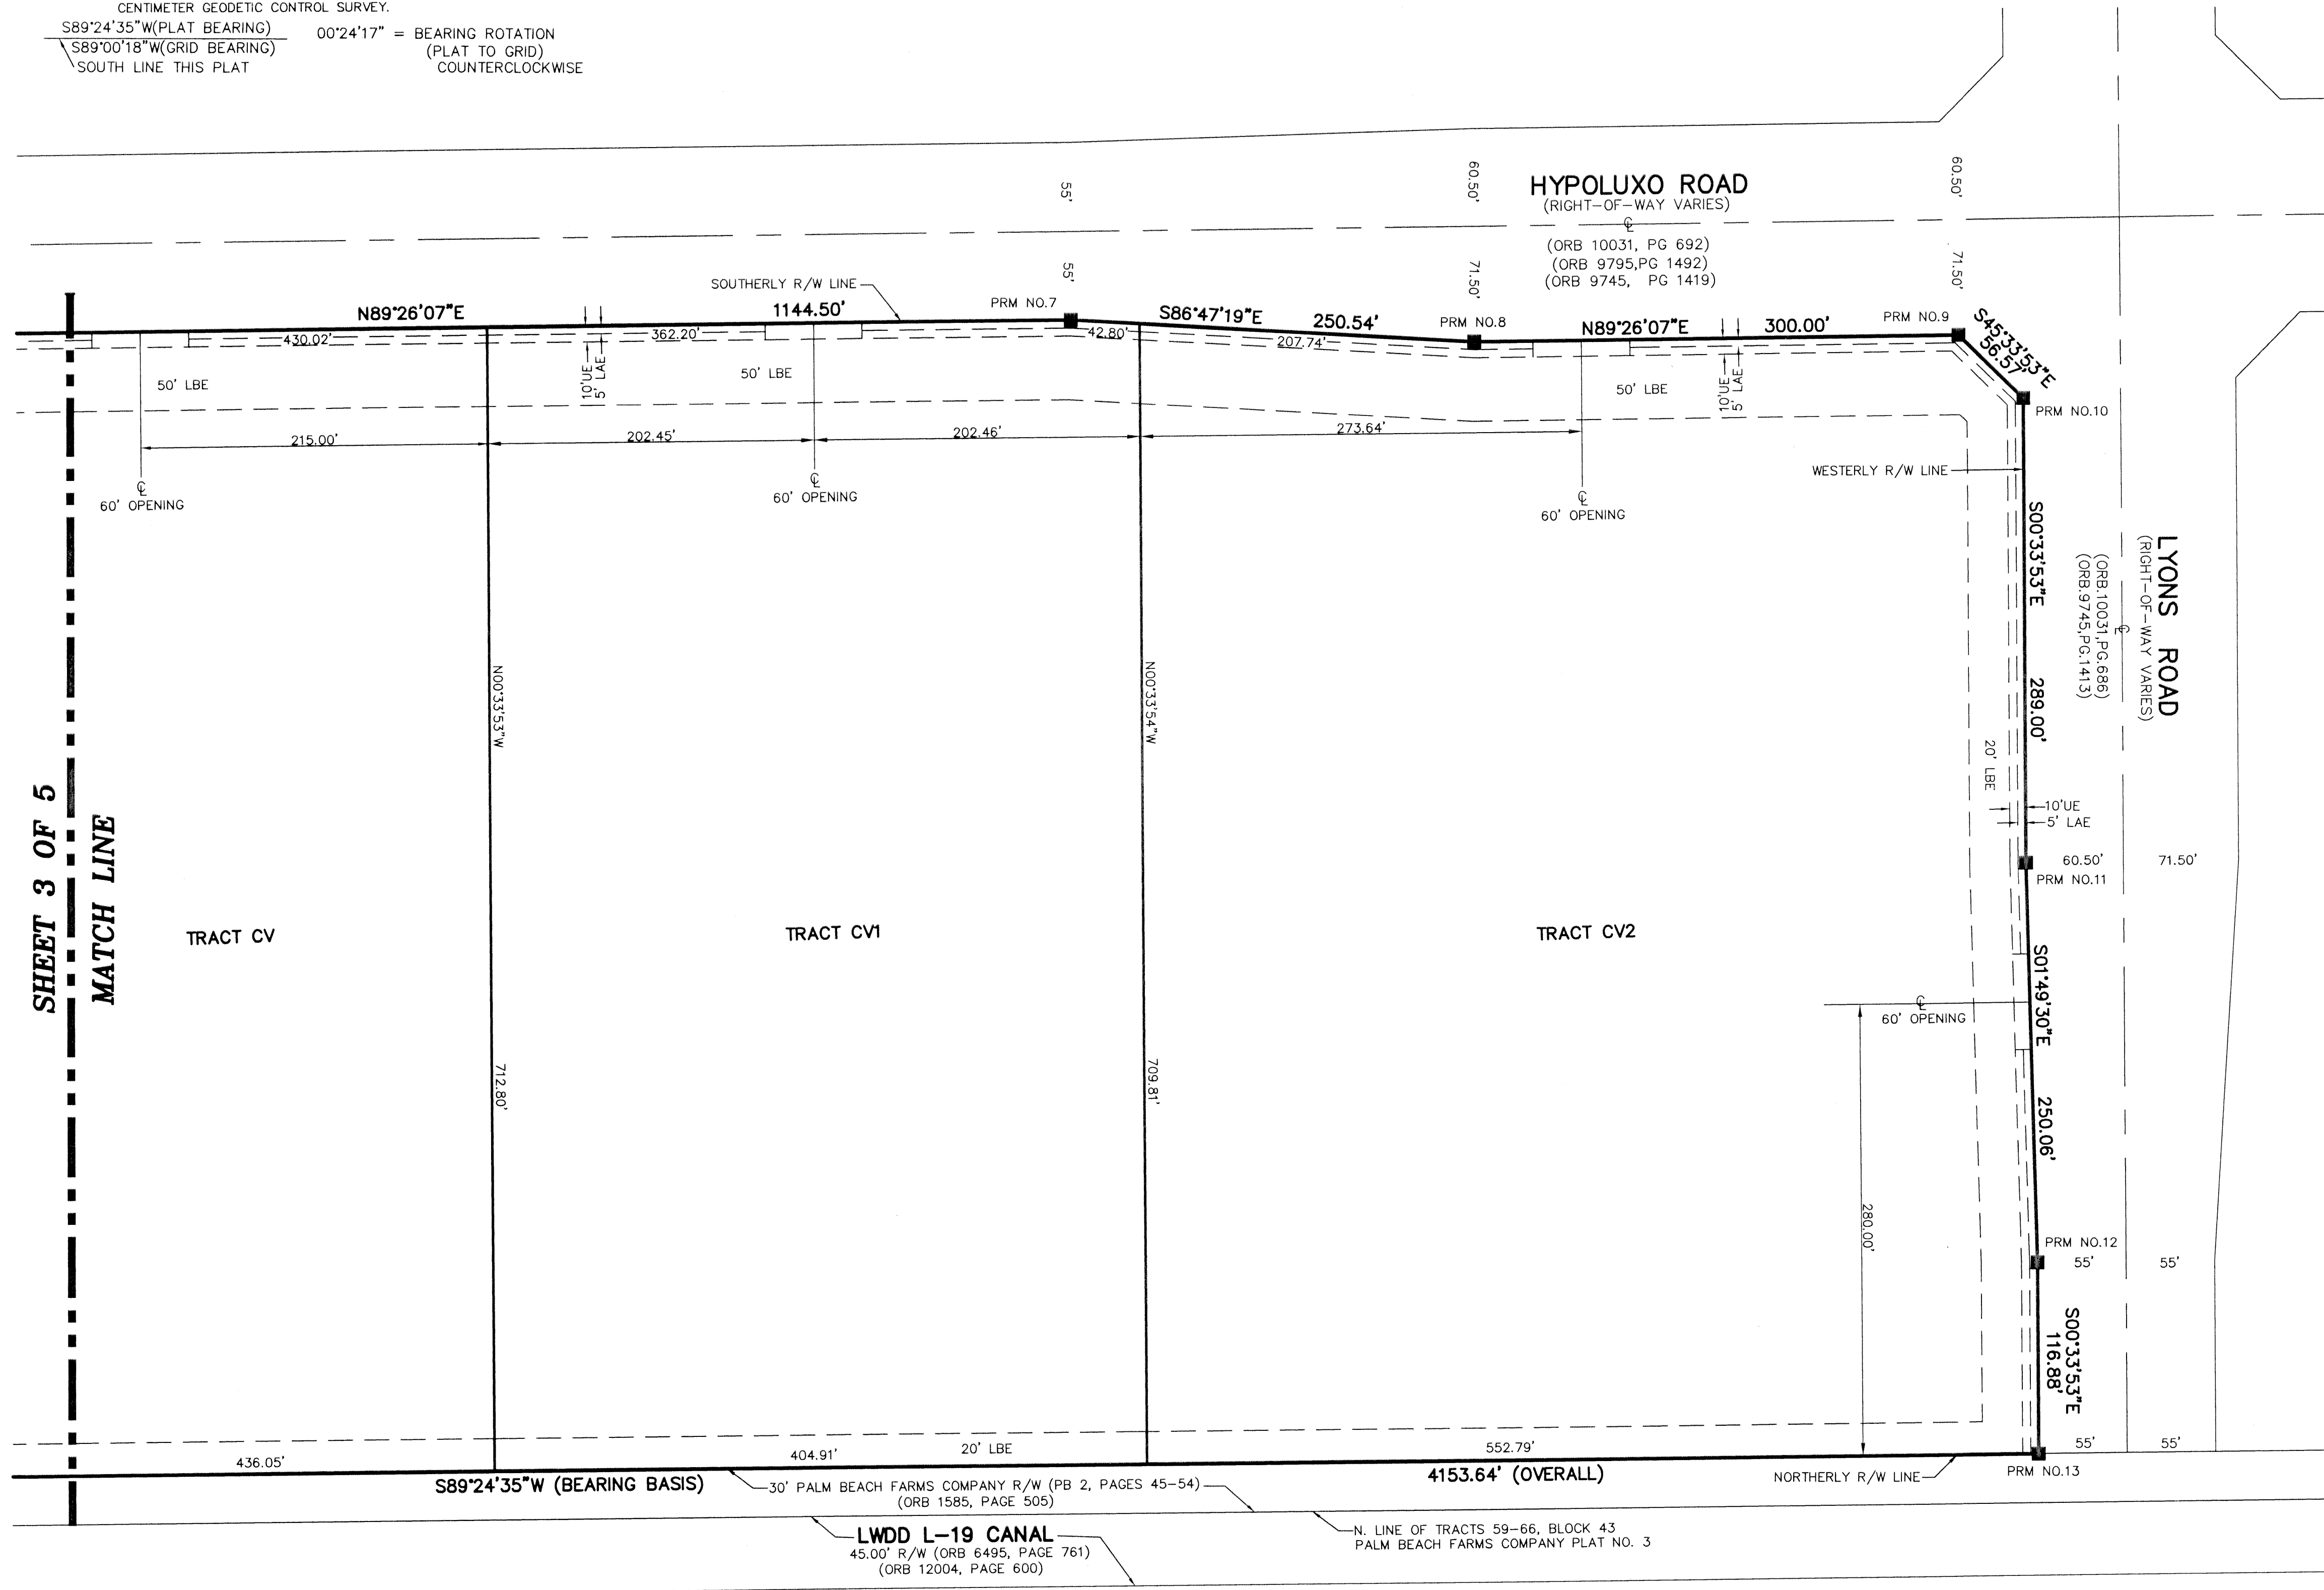 CENTIMETER GEODETIC CONTROL SURVEY.
S89°24'35"W(PLAT BEARING)
S89°00'18"W(GRID BEARING)
SOUTH LINE THIS PLAT
00°24'17" = BEARING ROTATION
(PLAT TO GRID)
COUNTERCLOCKWISE
55'
60.50'
HYPOLUXO ROAD
(RIGHT-OF-WAY VARIES)
℄
(ORB 10031, PG 692)
(ORB 9795,PG 1492)
(ORB 9745, PG 1419)
60.50'
55'
71.50'
71.50'
SOUTHERLY R/W LINE
PRM NO.7
N89°26'07"E
1144.50'
S86°47'19"E
250.54'
PRM NO.8
N89°26'07"E
300.00'
PRM NO.9
S45°33'53"E
56.57'
PRM NO.10
430.02'
362.20'
42.80'
207.74'
10'UE
5' LAE
10'UE
5' LAE
50' LBE
50' LBE
50' LBE
215.00'
202.45'
202.46'
273.64'
℄
60' OPENING
℄
60' OPENING
℄
60' OPENING
WESTERLY R/W LINE
S00°33'53"E
289.00'
LYONS ROAD
(RIGHT-OF-WAY VARIES)
℄
(ORB.10031,PG.686)
(ORB.9745,PG.1413)
N00°33'53"W
712.80'
N00°33'54"W
709.81'
20' LBE
10'UE
5' LAE
60.50'
71.50'
PRM NO.11
SHEET 3 OF 5
MATCH LINE
TRACT CV
TRACT CV1
TRACT CV2
S01°49'30"E
250.06'
℄
60' OPENING
280.00'
PRM NO.12
55'
55'
S00°33'53"E
116.88'
55'
55'
PRM NO.13
436.05'
404.91'
20' LBE
552.79'
S89°24'35"W (BEARING BASIS)
4153.64' (OVERALL)
NORTHERLY R/W LINE
30' PALM BEACH FARMS COMPANY R/W (PB 2, PAGES 45-54)
(ORB 1585, PAGE 505)
LWDD L-19 CANAL
45.00' R/W (ORB 6495, PAGE 761)
(ORB 12004, PAGE 600)
N. LINE OF TRACTS 59-66, BLOCK 43
PALM BEACH FARMS COMPANY PLAT NO. 3